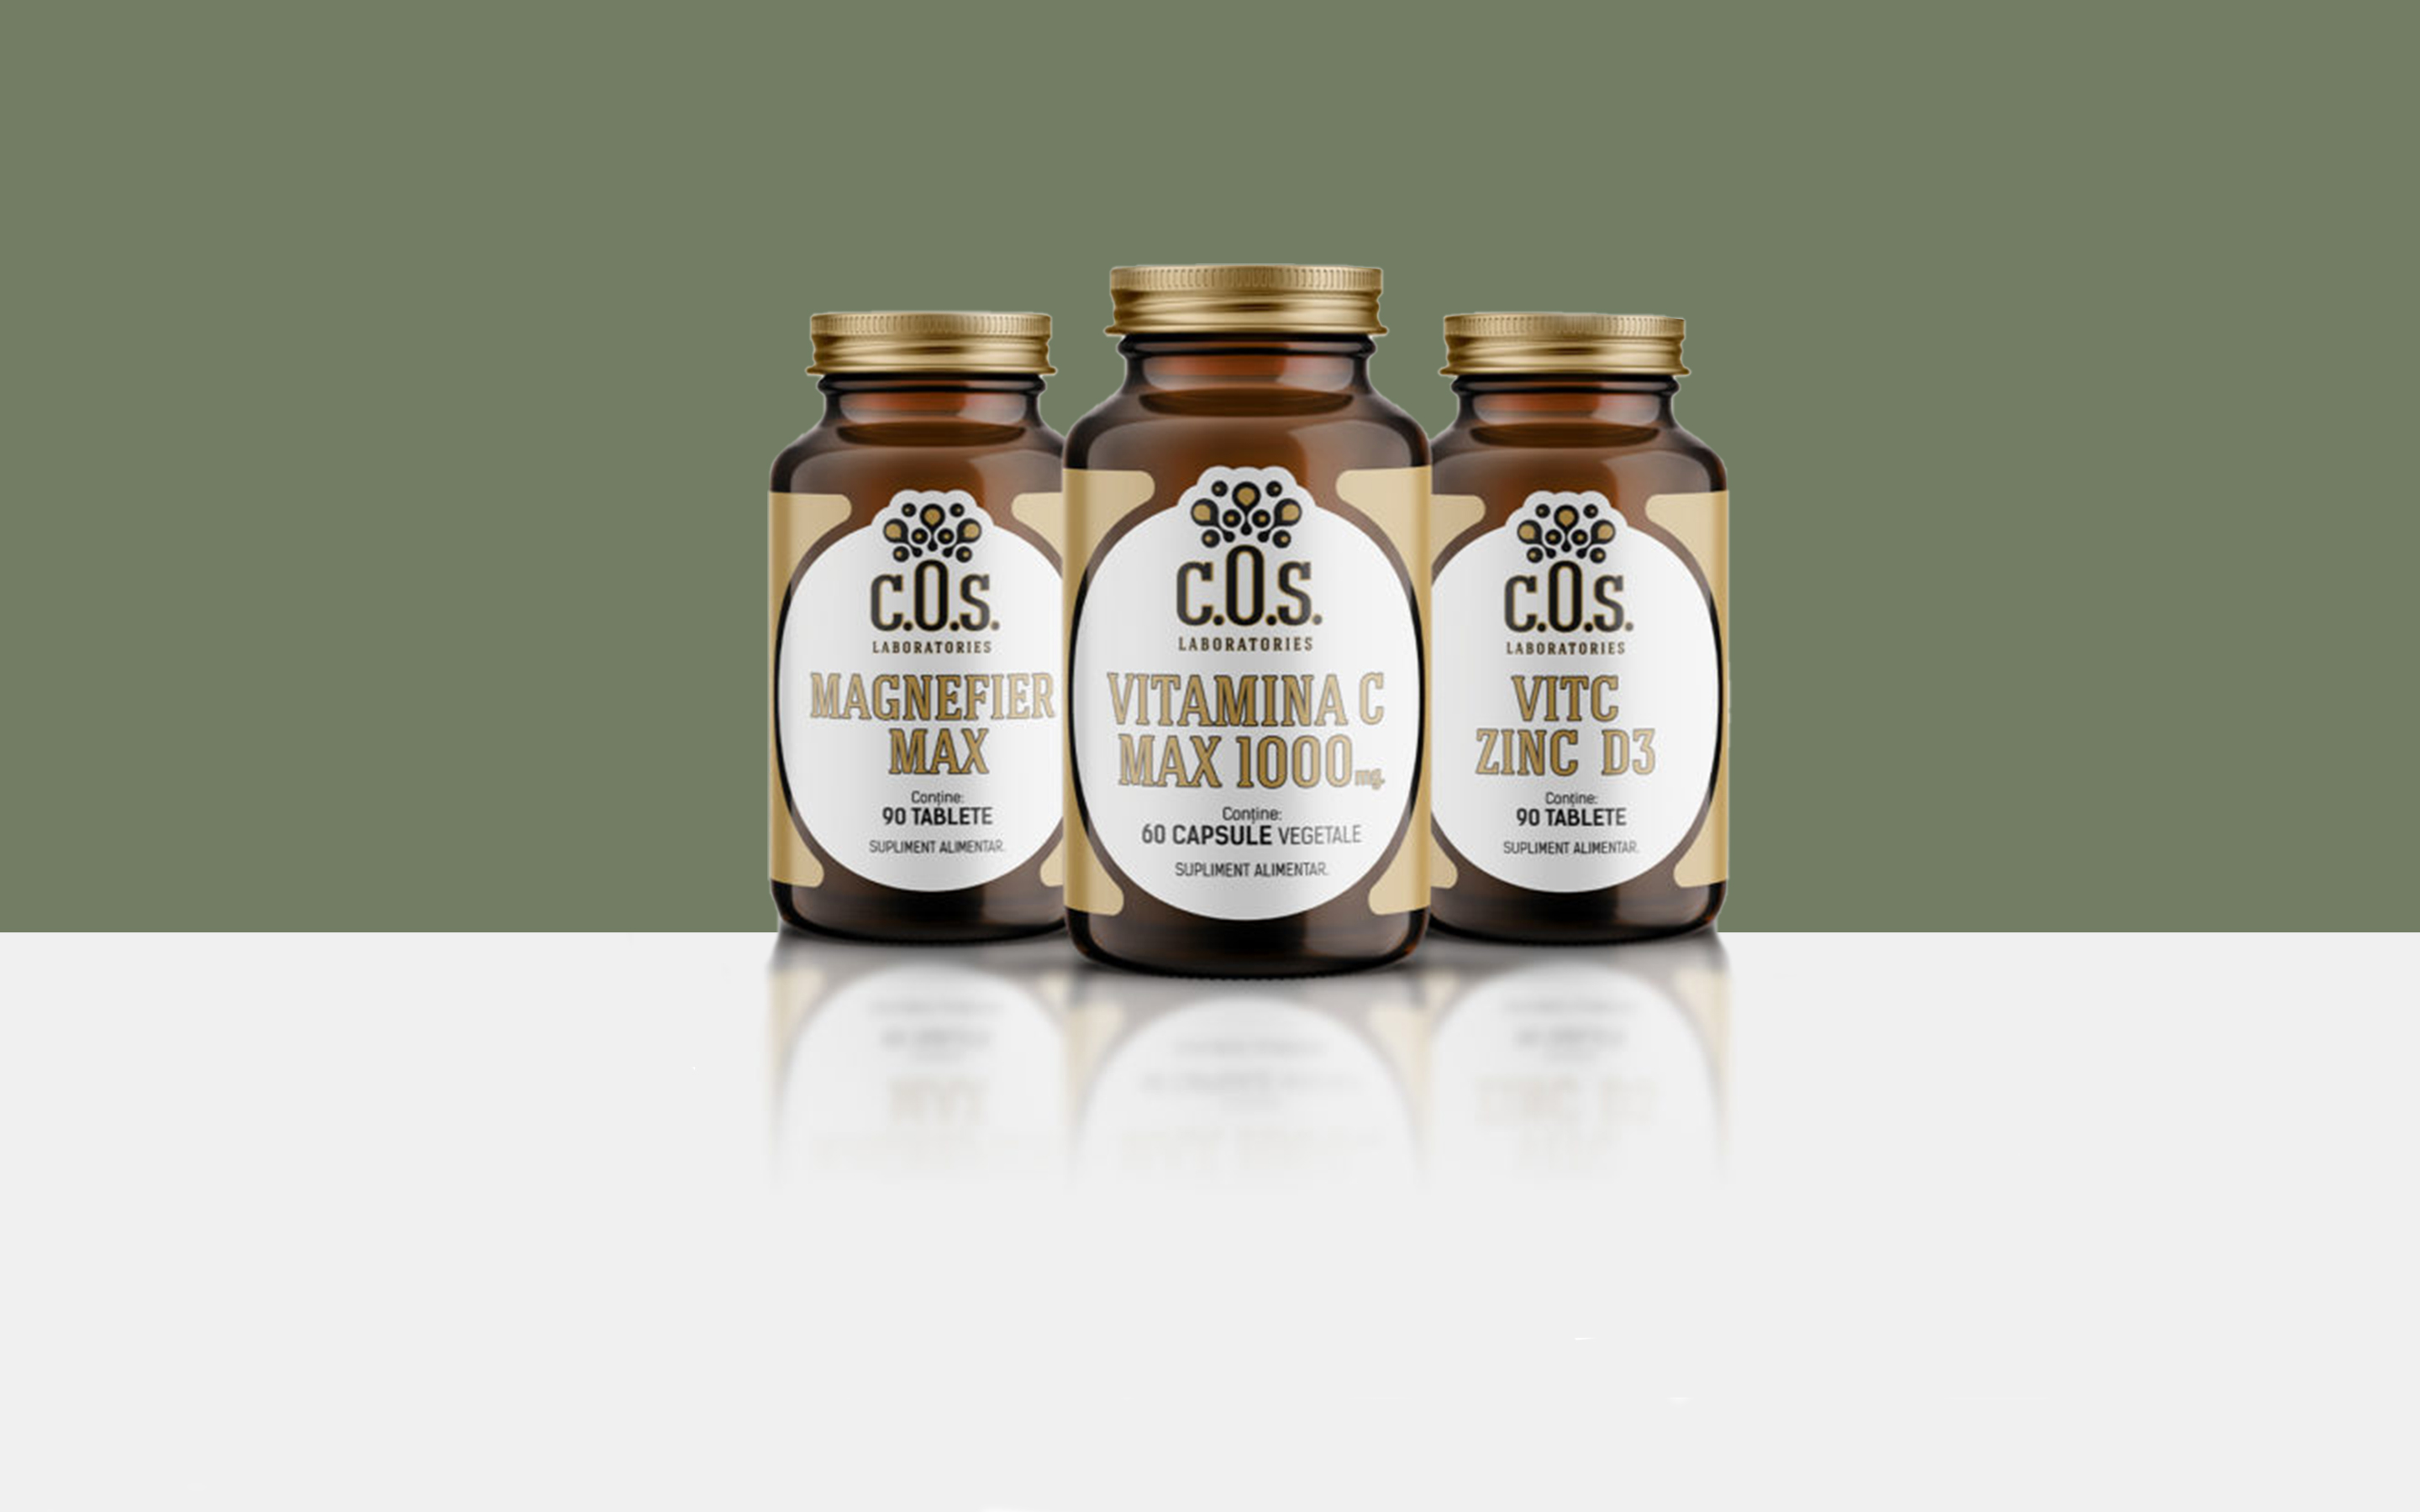 C.O.S.
LABORATORIES
MAGNEFIER
MAX
Conține:
90 TABLETE
SUPLIMENT ALIMENTAR.
C.O.S.
LABORATORIES
VITAMINA C
MAX 1000mg.
Conține:
60 CAPSULE VEGETALE
SUPLIMENT ALIMENTAR.
C.O.S.
LABORATORIES
VITC
ZINC D3
Conține:
90 TABLETE
SUPLIMENT ALIMENTAR.